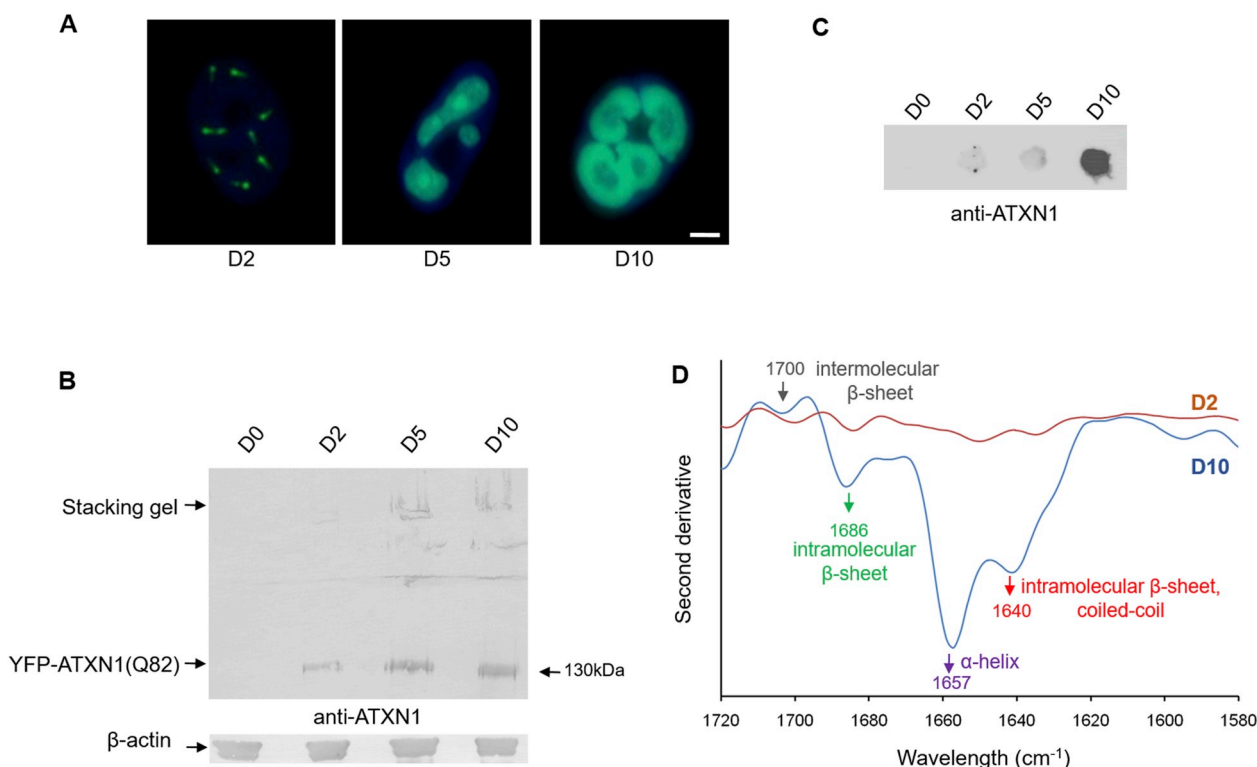 A
D2
D5
D10
C
D0
D2
D5
D10
anti-ATXN1
B
D0
D2
D5
D10
Stacking gel
YFP-ATXN1(Q82)
130kDa
anti-ATXN1
β-actin
D
1700 intermolecular
β-sheet
D2
D10
1686
intramolecular
β-sheet
intramolecular β-sheet,
1640 coiled-coil
α-helix
1657
Second derivative
1720
1700
1680
1660
1640
1620
1600
1580
Wavelength (cm⁻¹)